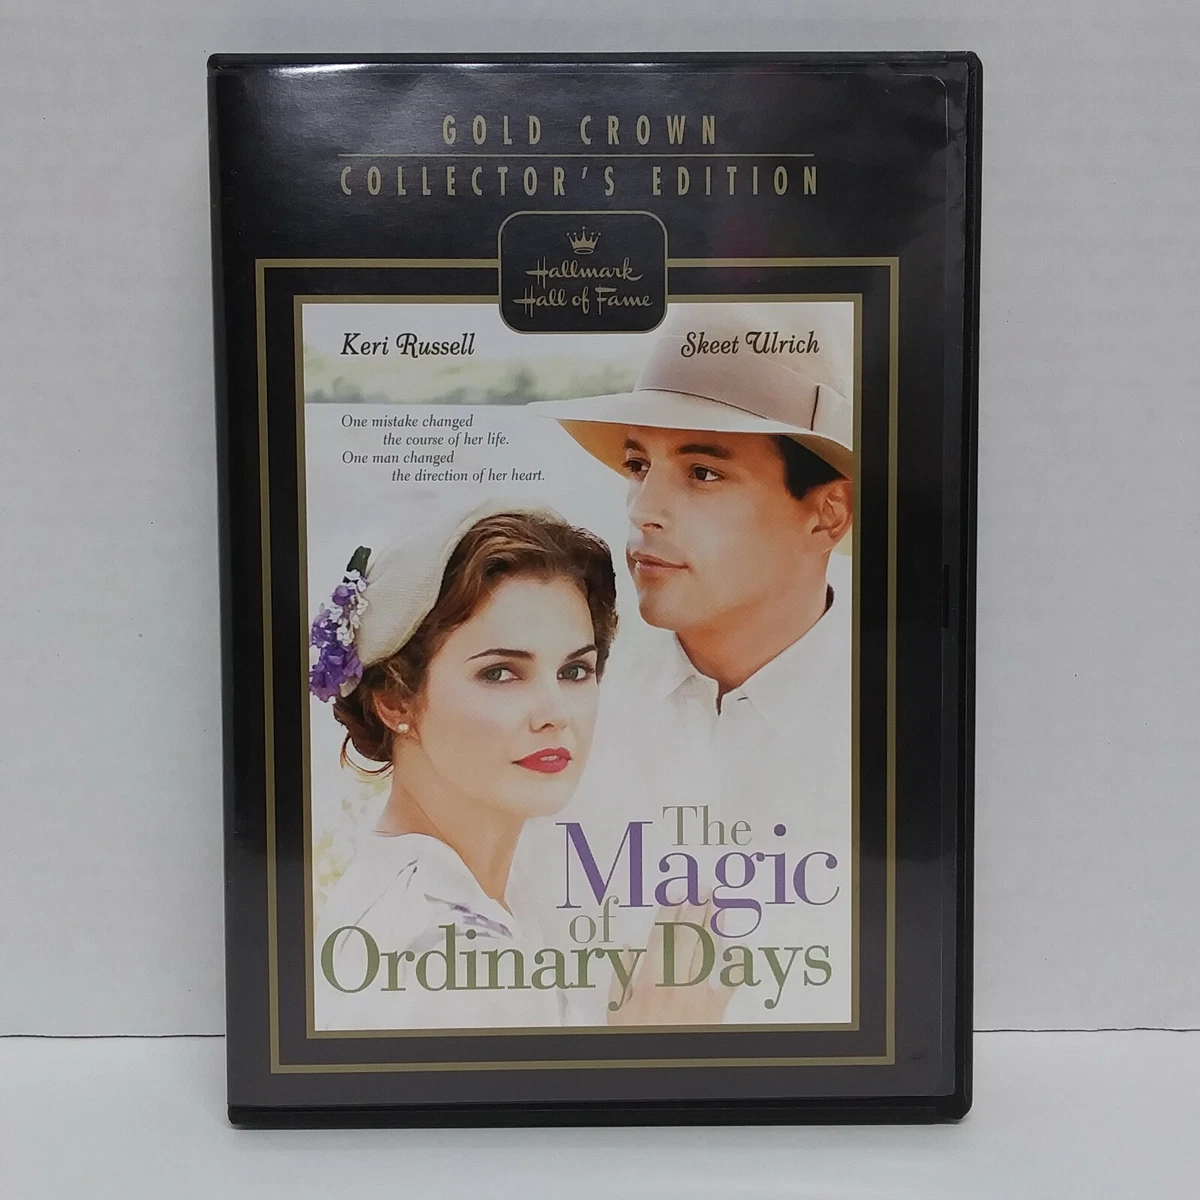 GOLD CROWN
COLLECTOR'S EDITION
Hallmark
Hall of Fame
Keri Russell
Skeet Ulrich
One mistake changed
the course of her life.
One man changed
the direction of her heart.
The
Magic
of
Ordinary Days